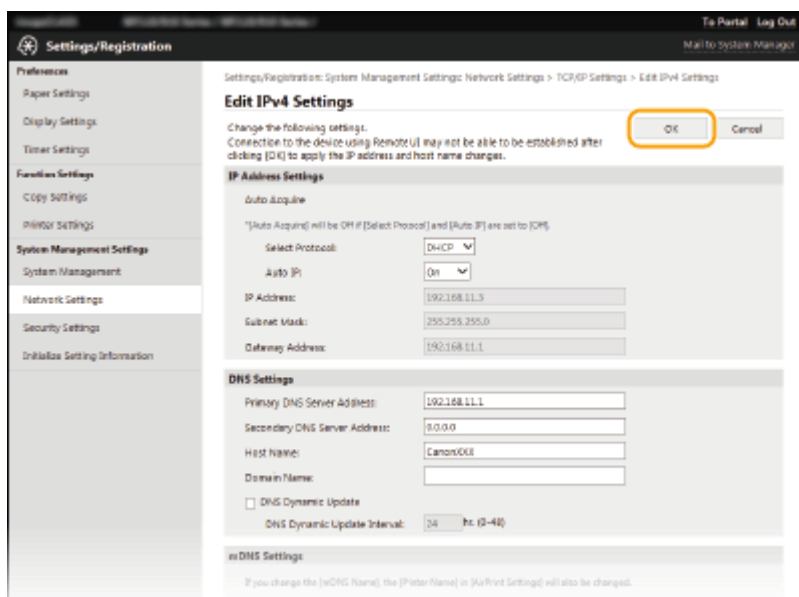 To Portal Log Out
Settings/Registration
Mail to System Manager
Preferences
Paper Settings
Display Settings
Timer Settings
Function Settings
Copy Settings
Printer Settings
System Management Settings
System Management
Network Settings
Security Settings
Initialize Setting Information
Settings/Registration: System Management Settings: Network Settings > TCP/IP Settings > Edit IPv4 Settings
Edit IPv4 Settings
Change the following settings.
Connection to the device using Remote UI may not be able to be established after
clicking [OK] to apply the IP address and host name changes.
OK
Cancel
IP Address Settings
Auto Acquire
*[Auto Acquire] will be Off if [Select Protocol] and [Auto IP] are set to [Off].
Select Protocol: DHCP
Auto IP: On
IP Address: 192.168.11.3
Subnet Mask: 255.255.255.0
Gateway Address: 192.168.11.1
DNS Settings
Primary DNS Server Address: 192.168.11.1
Secondary DNS Server Address: 0.0.0.0
Host Name: CanonXXX
Domain Name:
DNS Dynamic Update
DNS Dynamic Update Interval: 24 hr. (0-48)
mDNS Settings
If you change the [mDNS Name], the [Printer Name] in [AirPrint Settings] will also be changed.